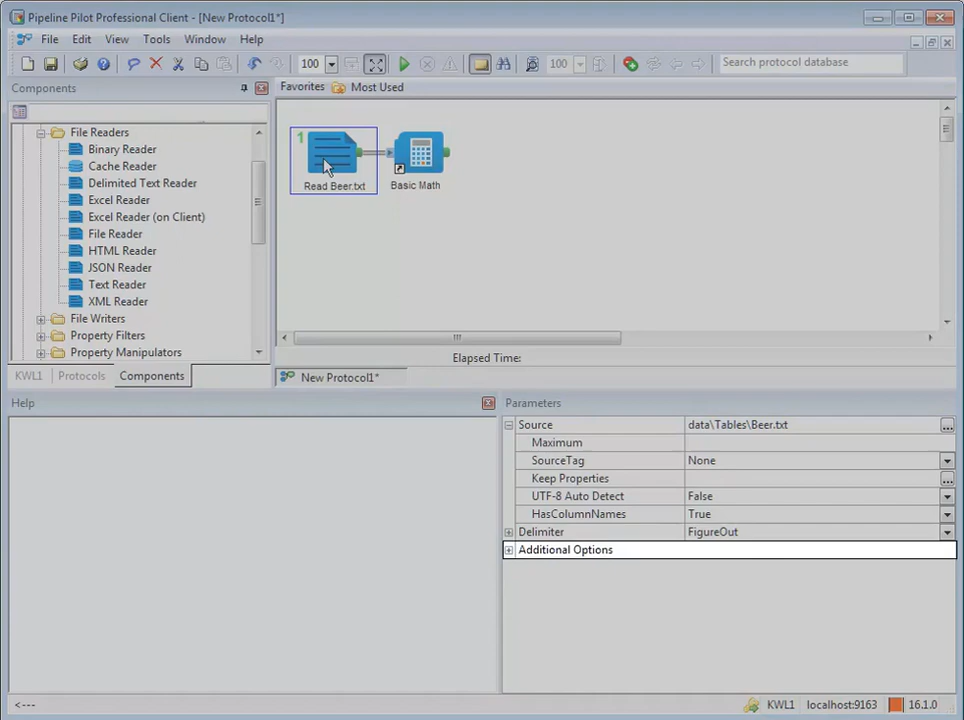 Pipeline Pilot Professional Client - [New Protocol1*]
File Edit View Tools Window Help
100 100 Search protocol database
Components
Favorites Most Used
File Readers
Binary Reader
Cache Reader
Delimited Text Reader
Excel Reader
Excel Reader (on Client)
File Reader
HTML Reader
JSON Reader
Text Reader
XML Reader
File Writers
Property Filters
Property Manipulators
KWL1 Protocols Components
1
Read Beer.txt Basic Math
Elapsed Time:
New Protocol1*
Help
Parameters
Source data\Tables\Beer.txt
Maximum
SourceTag None
Keep Properties
UTF-8 Auto Detect False
HasColumnNames True
Delimiter FigureOut
Additional Options
<--- KWL1 localhost:9163 16.1.0